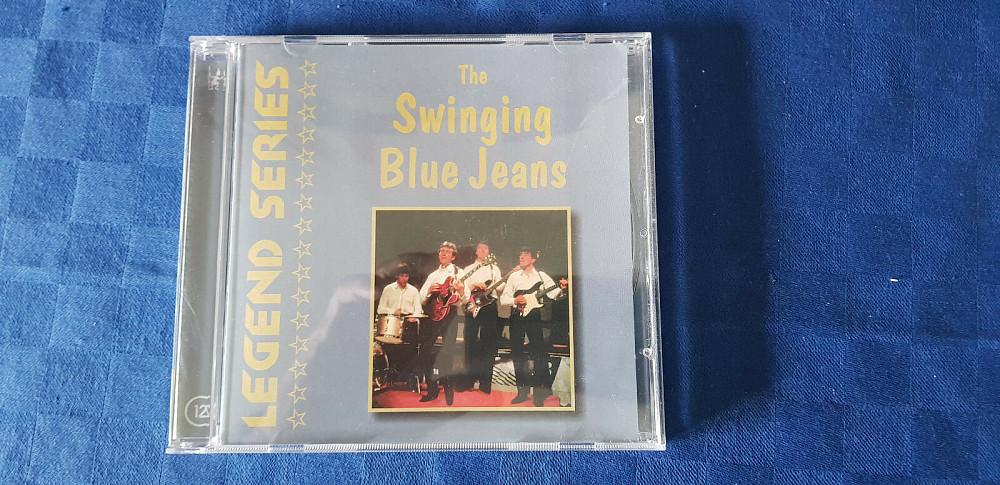 LEGEND SERIES
The
Swinging
Blue Jeans